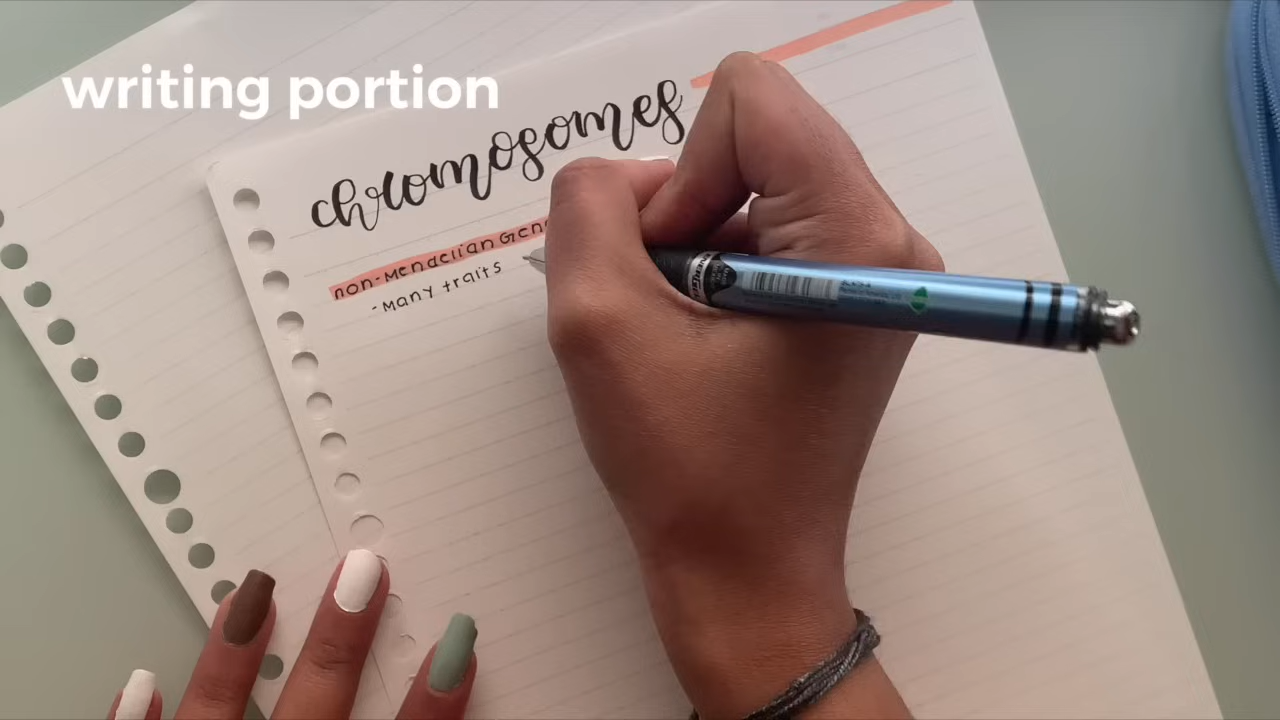 writing portion
chromosomes
non-Mendelian Gen
- Many traits